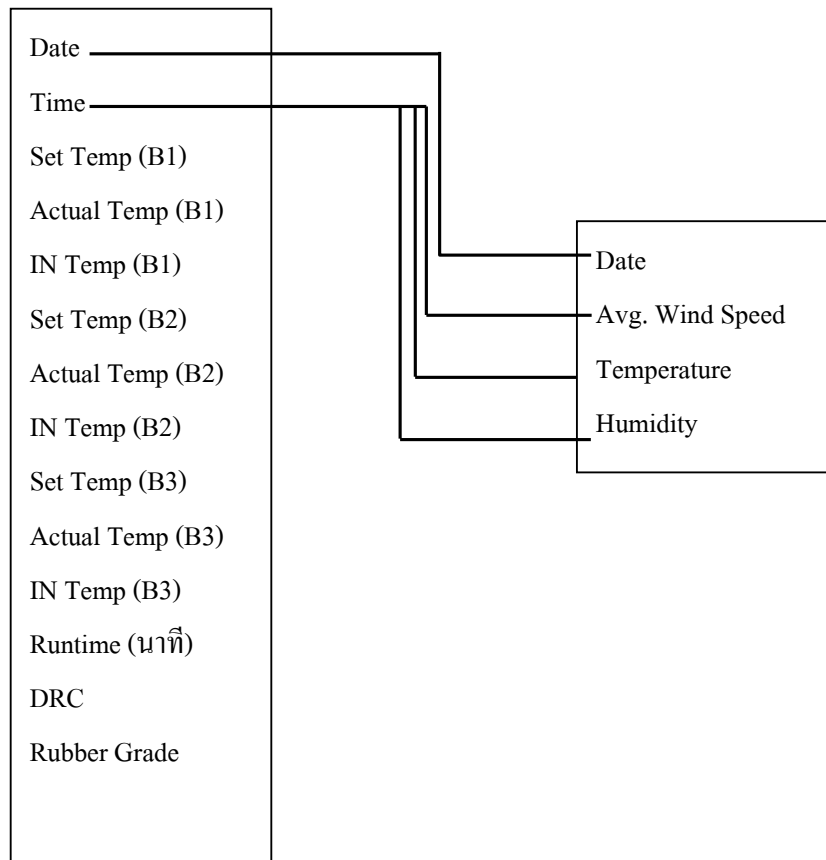 Date
Time
Set Temp (B1)
Actual Temp (B1)
IN Temp (B1)
Set Temp (B2)
Actual Temp (B2)
IN Temp (B2)
Set Temp (B3)
Actual Temp (B3)
IN Temp (B3)
Runtime (นาที)
DRC
Rubber Grade
Date
Avg. Wind Speed
Temperature
Humidity